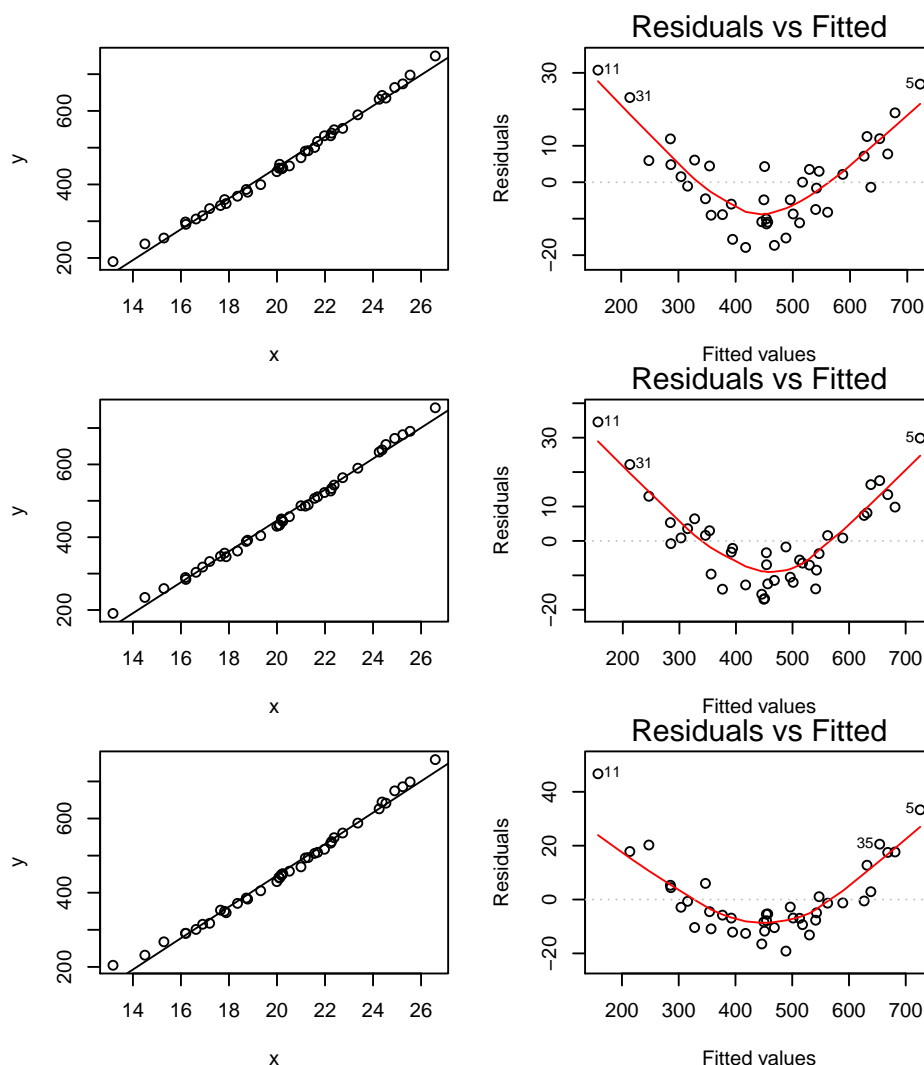 y
200 400 600
14 16 18 20 22 24 26
x
Residuals vs Fitted
Residuals
−20 0 10 30
11
31
5
200 300 400 500 600 700
Fitted values
y
200 400 600
14 16 18 20 22 24 26
x
Residuals vs Fitted
Residuals
−20 0 20 40
11
31
5
200 300 400 500 600 700
Fitted values
y
200 400 600
14 16 18 20 22 24 26
x
Residuals vs Fitted
Residuals
−20 0 20 40
11
35
5
200 300 400 500 600 700
Fitted values